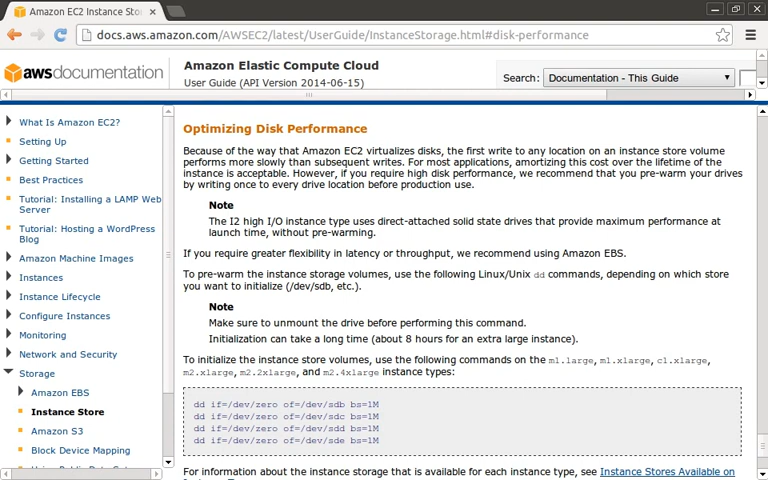 Amazon EC2 Instance Sto
docs.aws.amazon.com/AWSEC2/latest/UserGuide/InstanceStorage.html#disk-performance
aws documentation
Amazon Elastic Compute Cloud
User Guide (API Version 2014-06-15)
Search:
Documentation - This Guide
What Is Amazon EC2?
Setting Up
Getting Started
Best Practices
Tutorial: Installing a LAMP Web
Server
Tutorial: Hosting a WordPress
Blog
Amazon Machine Images
Instances
Instance Lifecycle
Configure Instances
Monitoring
Network and Security
Storage
Amazon EBS
Instance Store
Amazon S3
Block Device Mapping
Optimizing Disk Performance
Because of the way that Amazon EC2 virtualizes disks, the first write to any location on an instance store volume
performs more slowly than subsequent writes. For most applications, amortizing this cost over the lifetime of the
instance is acceptable. However, if you require high disk performance, we recommend that you pre-warm your drives
by writing once to every drive location before production use.
Note
The I2 high I/O instance type uses direct-attached solid state drives that provide maximum performance at
launch time, without pre-warming.
If you require greater flexibility in latency or throughput, we recommend using Amazon EBS.
To pre-warm the instance storage volumes, use the following Linux/Unix dd commands, depending on which store
you want to initialize (/dev/sdb, etc.).
Note
Make sure to unmount the drive before performing this command.
Initialization can take a long time (about 8 hours for an extra large instance).
To initialize the instance store volumes, use the following commands on the m1.large, m1.xlarge, c1.xlarge,
m2.xlarge, m2.2xlarge, and m2.4xlarge instance types:
dd if=/dev/zero of=/dev/sdb bs=1M
dd if=/dev/zero of=/dev/sdc bs=1M
dd if=/dev/zero of=/dev/sdd bs=1M
dd if=/dev/zero of=/dev/sde bs=1M
For information about the instance storage that is available for each instance type, see Instance Stores Available on